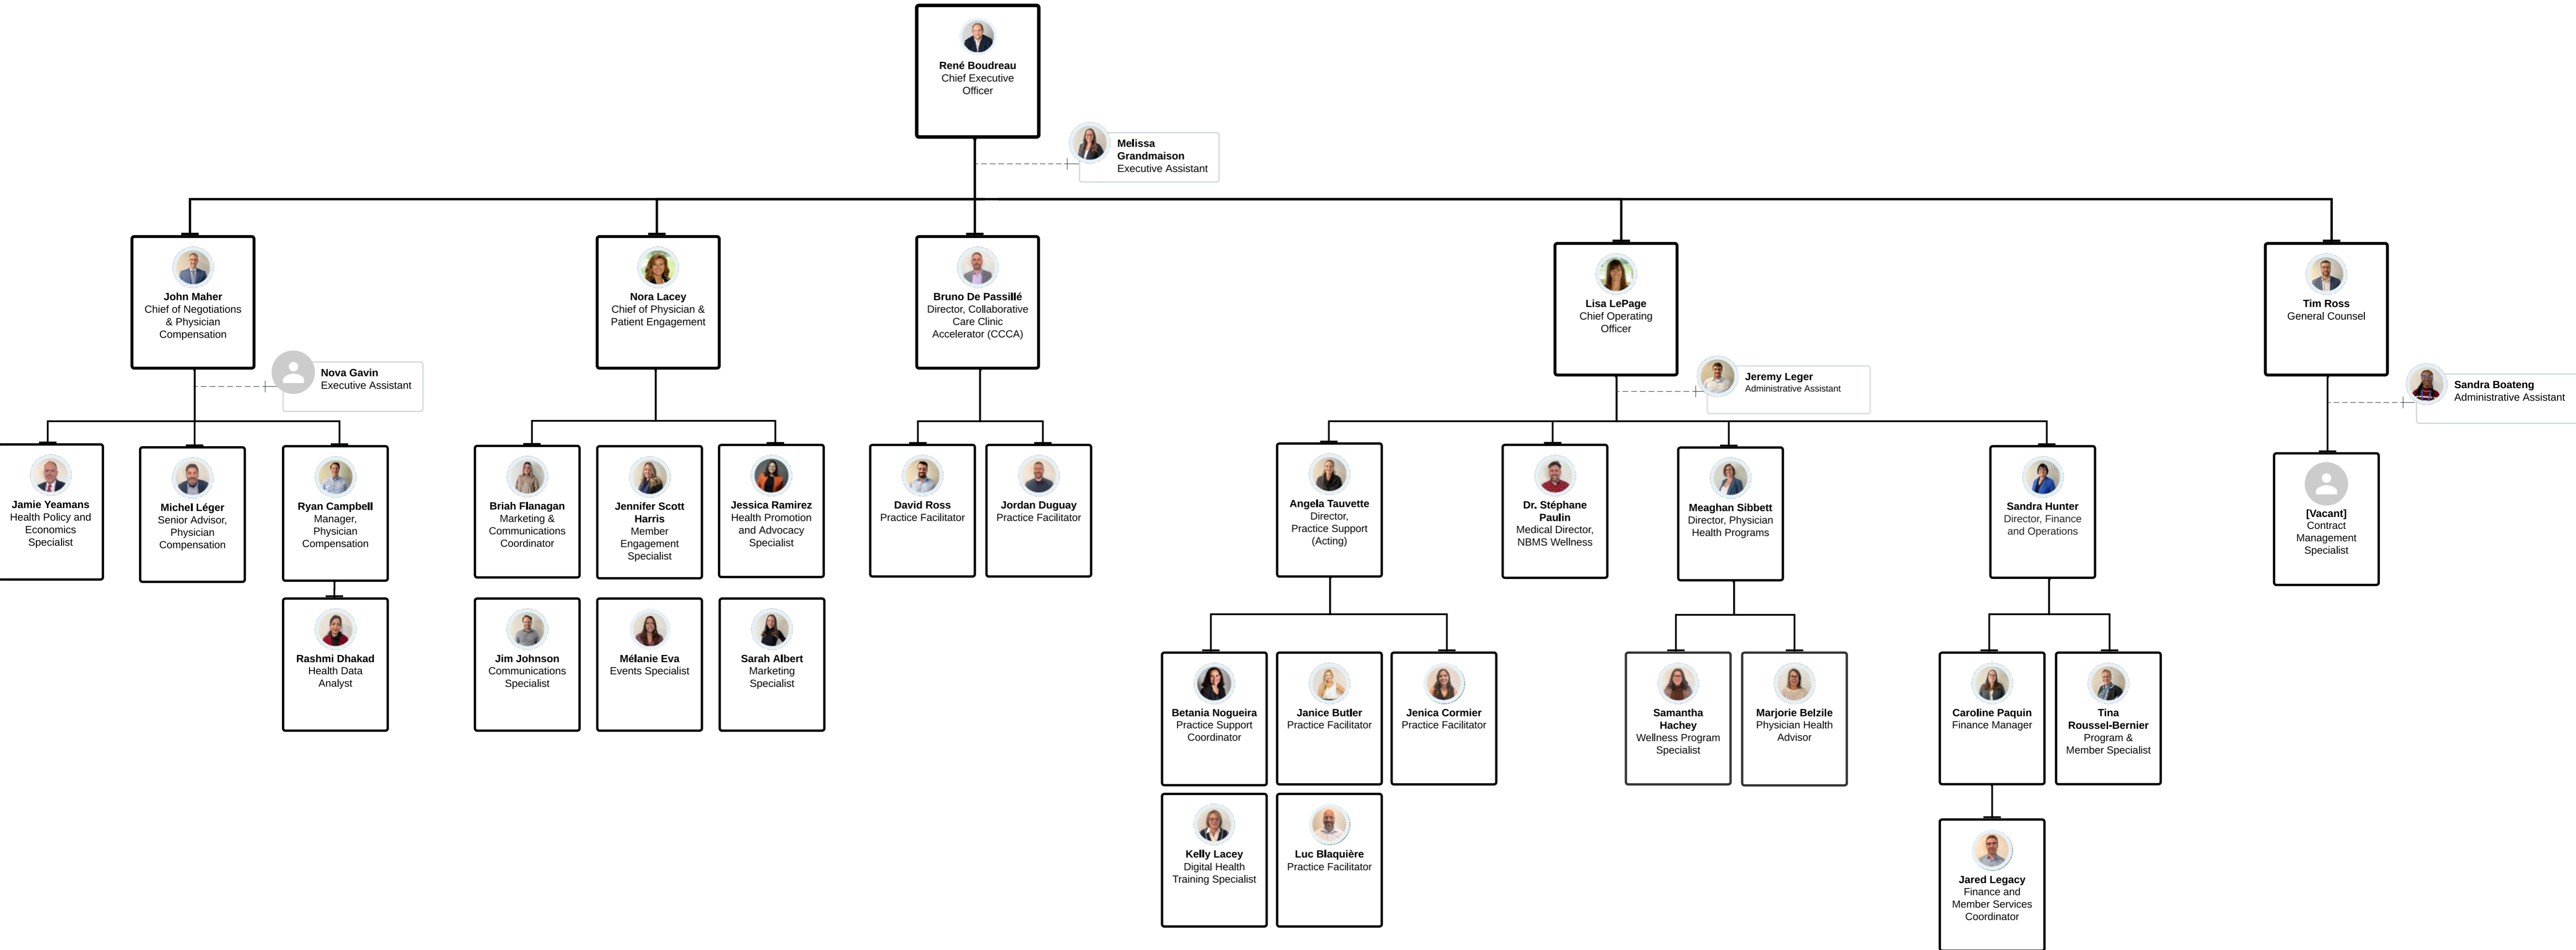 René Boudreau
Chief Executive
Officer
Melissa
Grandmaison
Executive Assistant
John Maher
Chief of Negotiations
& Physician
Compensation
Nora Lacey
Chief of Physician &
Patient Engagement
Bruno De Passillé
Director, Collaborative
Care Clinic
Accelerator (CCCA)
Lisa LePage
Chief Operating
Officer
Tim Ross
General Counsel
Nova Gavin
Executive Assistant
Jeremy Leger
Administrative Assistant
Sandra Boateng
Administrative Assistant
Jamie Yeamans
Health Policy and
Economics
Specialist
Michel Léger
Senior Advisor,
Physician
Compensation
Ryan Campbell
Manager,
Physician
Compensation
Briah Flanagan
Marketing &
Communications
Coordinator
Jennifer Scott
Harris
Member
Engagement
Specialist
Jessica Ramirez
Health Promotion
and Advocacy
Specialist
David Ross
Practice Facilitator
Jordan Duguay
Practice Facilitator
Angela Tauvette
Director,
Practice Support
(Acting)
Dr. Stéphane
Paulin
Medical Director,
NBMS Wellness
Meaghan Sibbett
Director, Physician
Health Programs
Sandra Hunter
Director, Finance
and Operations
[Vacant]
Contract
Management
Specialist
Rashmi Dhakad
Health Data
Analyst
Jim Johnson
Communications
Specialist
Mélanie Eva
Events Specialist
Sarah Albert
Marketing
Specialist
Betania Nogueira
Practice Support
Coordinator
Janice Butler
Practice Facilitator
Jenica Cormier
Practice Facilitator
Samantha
Hachey
Wellness Program
Specialist
Marjorie Belzile
Physician Health
Advisor
Caroline Paquin
Finance Manager
Tina
Roussel-Bernier
Program &
Member Specialist
Kelly Lacey
Digital Health
Training Specialist
Luc Blaquière
Practice Facilitator
Jared Legacy
Finance and
Member Services
Coordinator